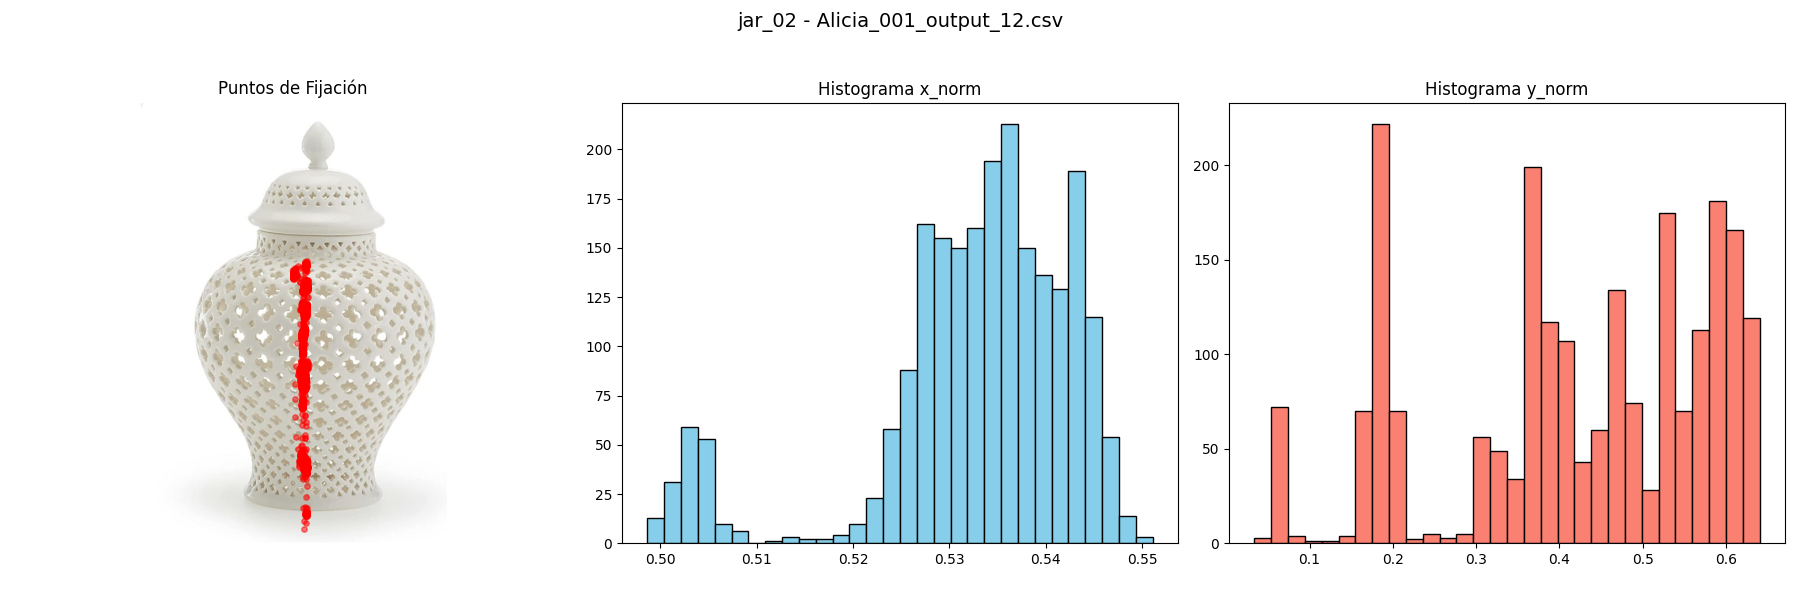 jar_02 - Alicia_001_output_12.csv
Puntos de Fijación
Histograma x_norm
200
175
150
125
100
75
50
25
0
0.50 0.51 0.52 0.53 0.54 0.55
Histograma y_norm
200
150
100
50
0
0.1 0.2 0.3 0.4 0.5 0.6